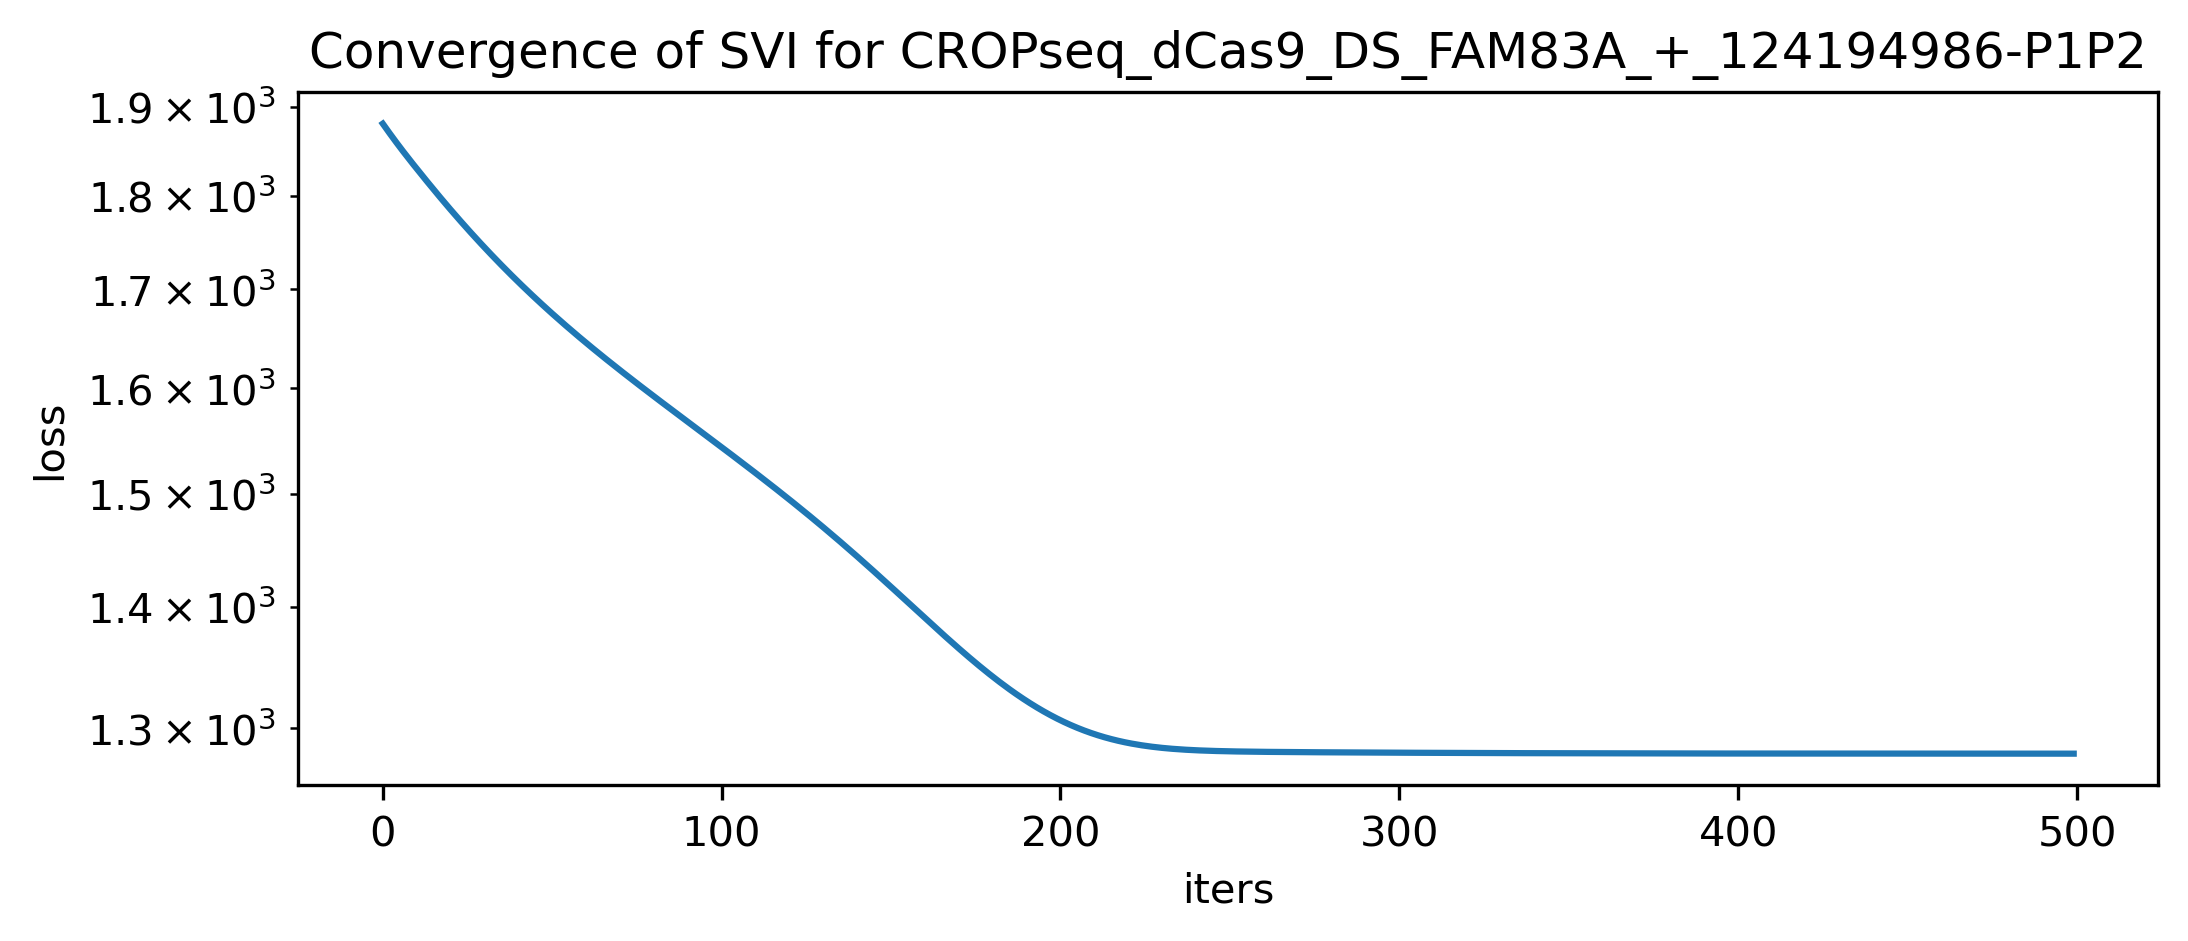 Convergence of SVI for CROPseq_dCas9_DS_FAM83A_+_124194986-P1P2
1.9 × 10³
1.8 × 10³
1.7 × 10³
1.6 × 10³
1.5 × 10³
1.4 × 10³
1.3 × 10³
loss
0 100 200 300 400 500
iters